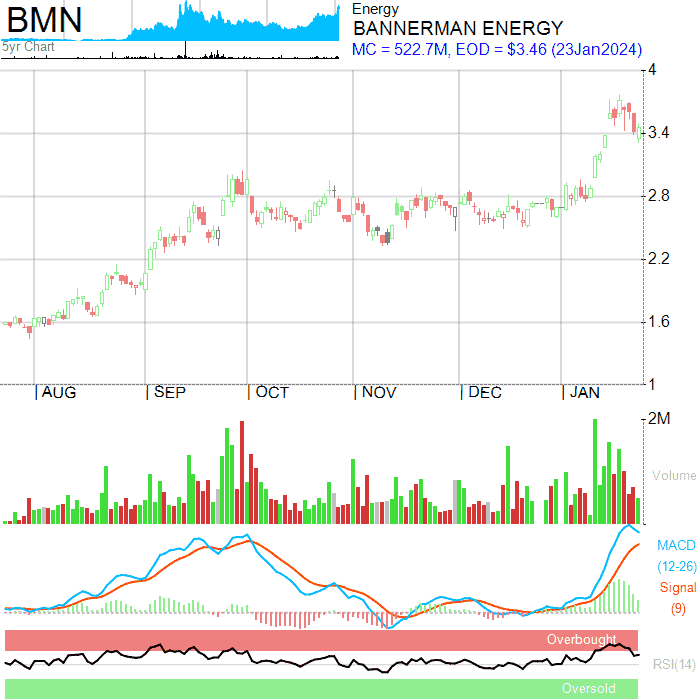 BMN
Energy
BANNERMAN ENERGY
5yr Chart
MC = 522.7M, EOD = $3.46 (23Jan2024)
4
3.4
2.8
2.2
1.6
1
AUG SEP OCT NOV DEC JAN
2M
Volume
MACD
(12-26)
Signal
(9)
Overbought
RSI(14)
Oversold